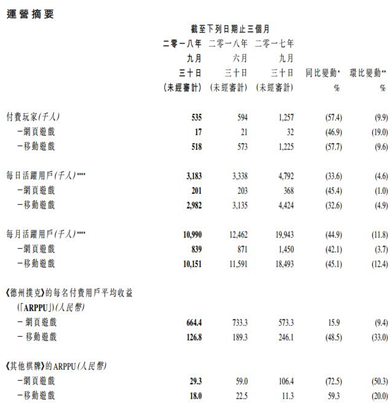 運營摘要
截至下列日期止三個月
二零一八年 二零一八年 二零一七年
九月 六月 九月
三十日 三十日 三十日 同比變動* 環比變動**
(未經審計) (未經審計) (未經審計) % %
付費玩家(千人) 535 594 1,257 (57.4) (9.9)
－網頁遊戲 17 21 32 (46.9) (19.0)
－移動遊戲 518 573 1,225 (57.7) (9.6)
每日活躍用戶(千人)**** 3,183 3,338 4,792 (33.6) (4.6)
－網頁遊戲 201 203 368 (45.4) (1.0)
－移動遊戲 2,982 3,135 4,424 (32.6) (4.9)
每月活躍用戶(千人)**** 10,990 12,462 19,943 (44.9) (11.8)
－網頁遊戲 839 871 1,450 (42.1) (3.7)
－移動遊戲 10,151 11,591 18,493 (45.1) (12.4)
《德州撲克》的每名付費用戶平均收益
(「ARPPU」)(人民幣)
－網頁遊戲 664.4 733.3 573.3 15.9 (9.4)
－移動遊戲 126.8 189.3 246.1 (48.5) (33.0)
《其他棋牌》的ARPPU(人民幣)
－網頁遊戲 29.3 59.0 106.4 (72.5) (50.3)
－移動遊戲 18.0 22.5 11.3 59.3 (20.0)